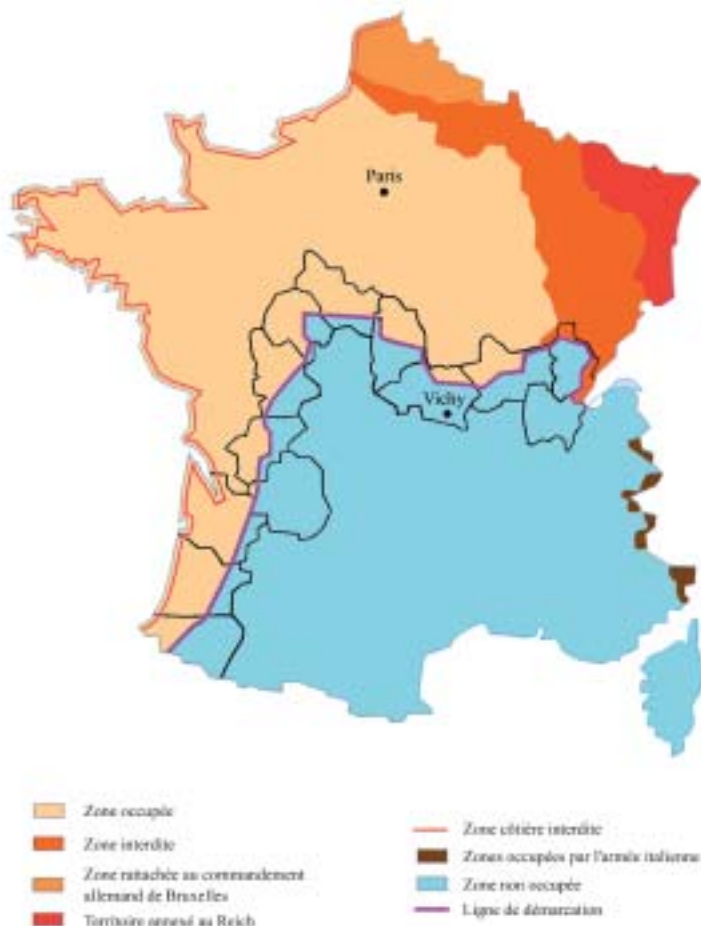 Paris
Vichy
Zone occupée
Zone interdite
Zone rattachée au commandement
allemand de Bruxelles
Territoire annexé au Reich
Zone côtière interdite
Zones occupées par l'armée italienne
Zone non occupée
Ligne de démarcation